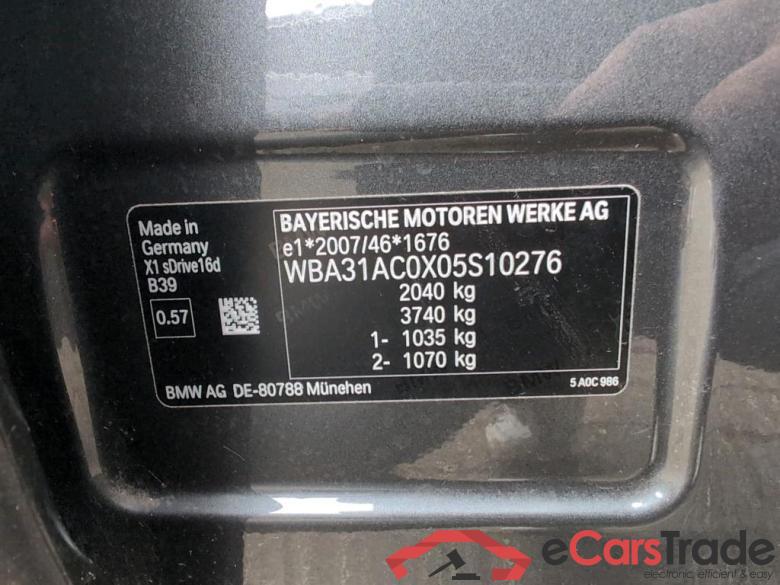 Made in
Germany
X1 sDrive16d
B39
0.57
BAYERISCHE MOTOREN WERKE AG
e1*2007/46*1676
WBA31AC0X05S10276
2040 kg
3740 kg
1- 1035 kg
2- 1070 kg
BMW AG DE-80788 München
5 A0C 986
eCarsTrade
electronic, efficient & easy